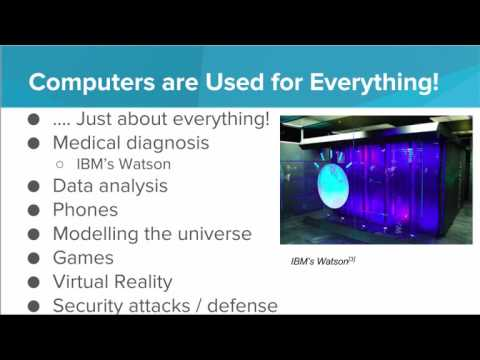 Computers are Used for Everything!
● .... Just about everything!
● Medical diagnosis
○ IBM's Watson
● Data analysis
● Phones
● Modelling the universe
● Games
● Virtual Reality
● Security attacks / defense
IBM's Watson[3]